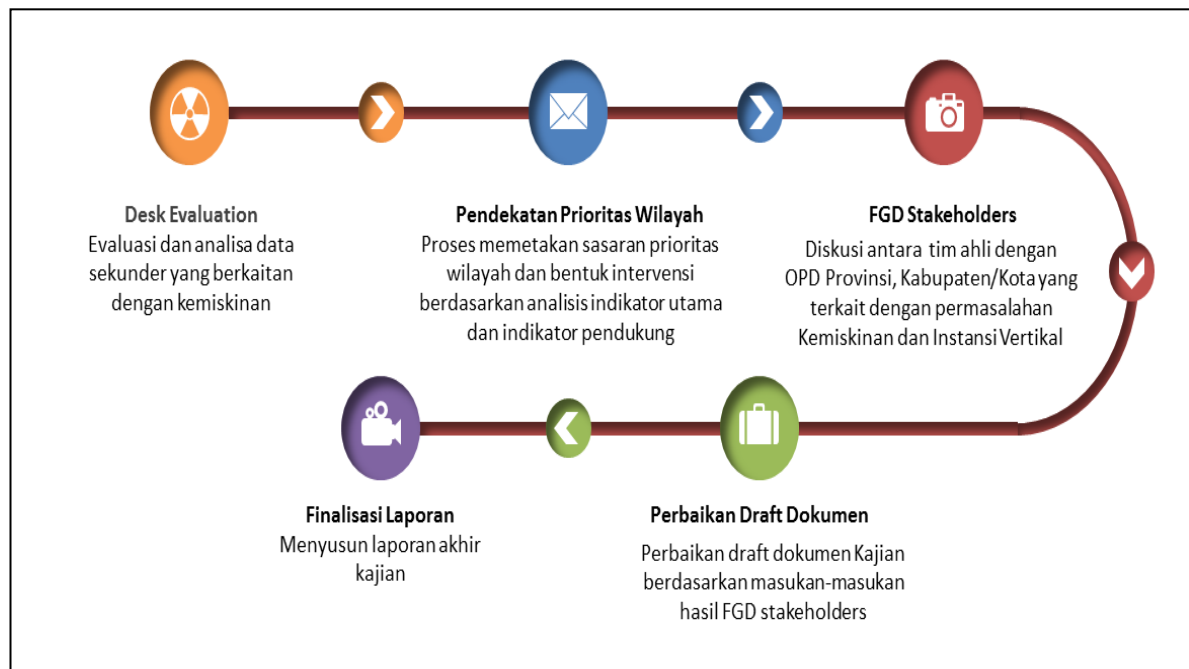 Desk Evaluation
Evaluasi dan analisa data
sekunder yang berkaitan
dengan kemiskinan
Pendekatan Prioritas Wilayah
Proses memetakan sasaran prioritas
wilayah dan bentuk intervensi
berdasarkan analisis indikator utama
dan indikator pendukung
FGD Stakeholders
Diskusi antara tim ahli dengan
OPD Provinsi, Kabupaten/Kota yang
terkait dengan permasalahan
Kemiskinan dan Instansi Vertikal
Perbaikan Draft Dokumen
Perbaikan draft dokumen Kajian
berdasarkan masukan-masukan
hasil FGD stakeholders
Finalisasi Laporan
Menyusun laporan akhir
kajian